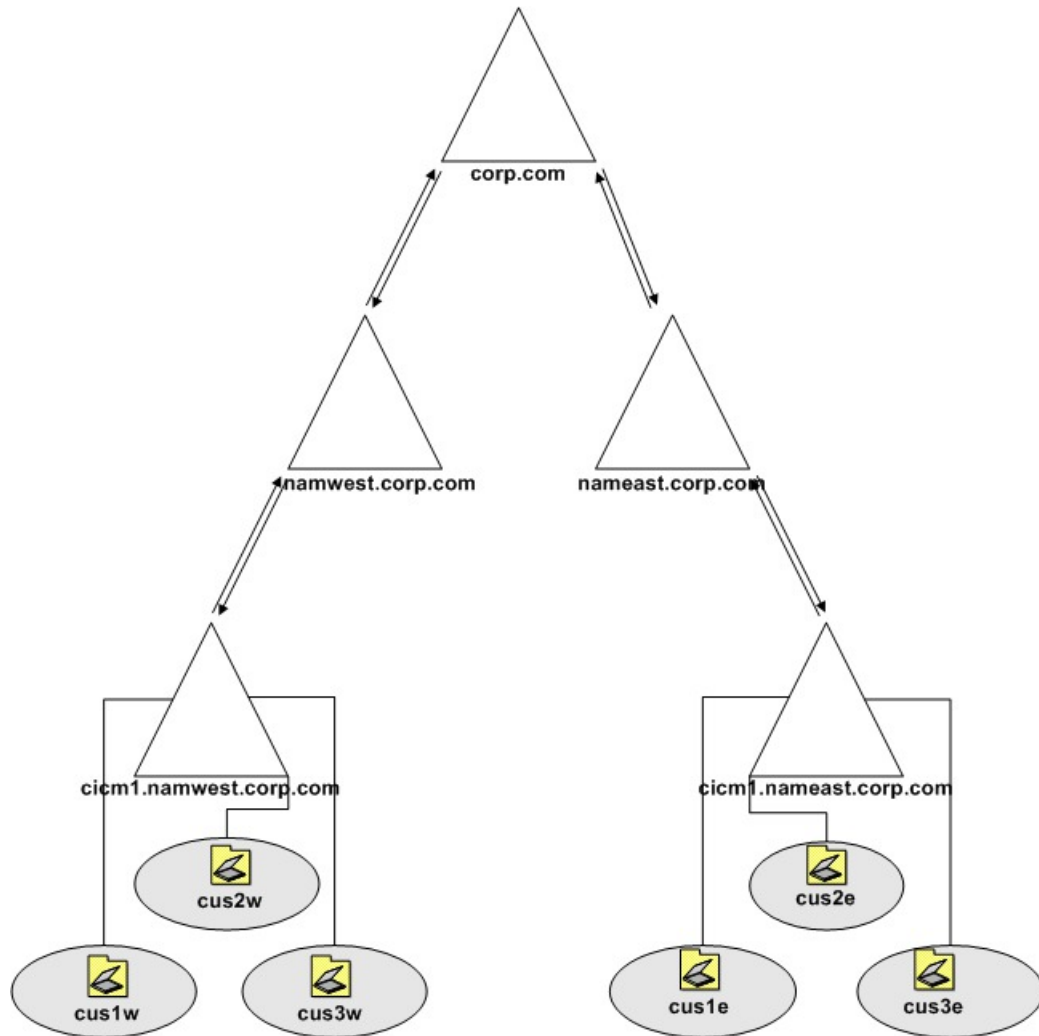 corp.com
namwest.corp.com
nameast.corp.com
cicm1.namwest.corp.com
cicm1.nameast.corp.com
cus2w
cus2e
cus1w
cus3w
cus1e
cus3e